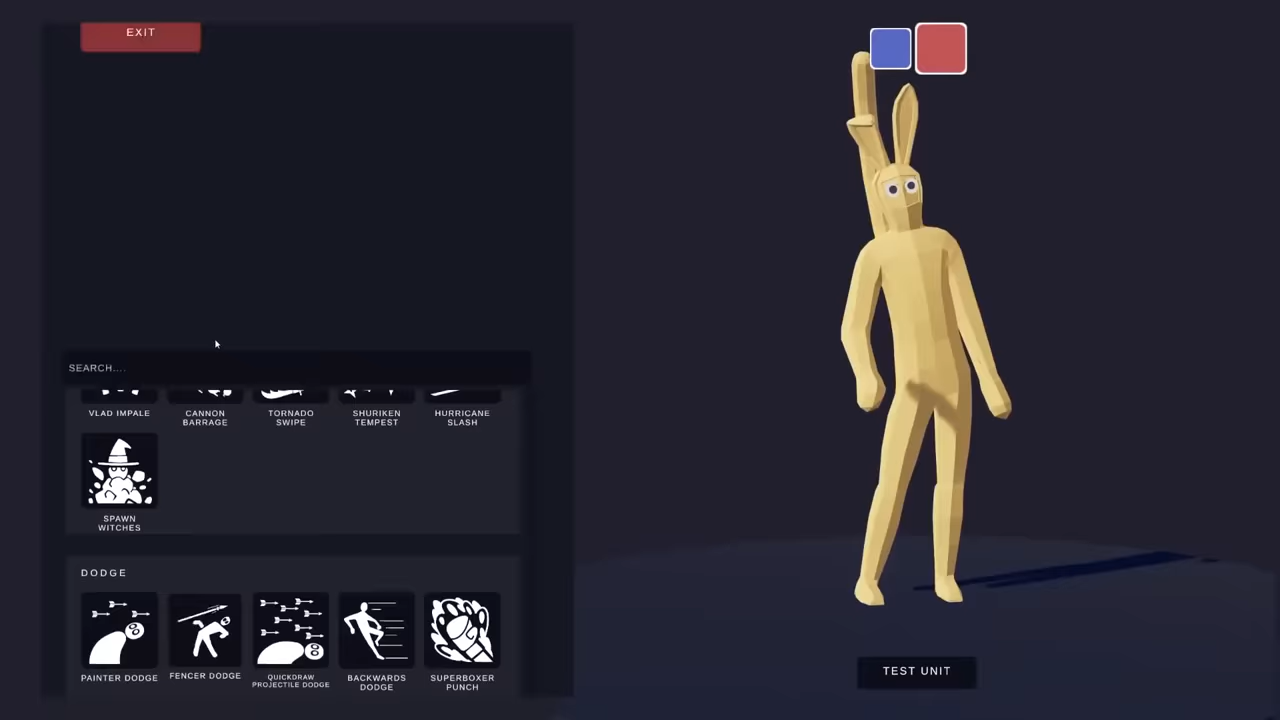 EXIT
SEARCH....
VLAD IMPALE
CANNON
BARRAGE
TORNADO
SWIPE
SHURIKEN
TEMPEST
HURRICANE
SLASH
SPAWN
WITCHES
DODGE
PAINTER DODGE
FENCER DODGE
QUICKDRAW
PROJECTILE DODGE
BACKWARDS
DODGE
SUPERBOXER
PUNCH
TEST UNIT